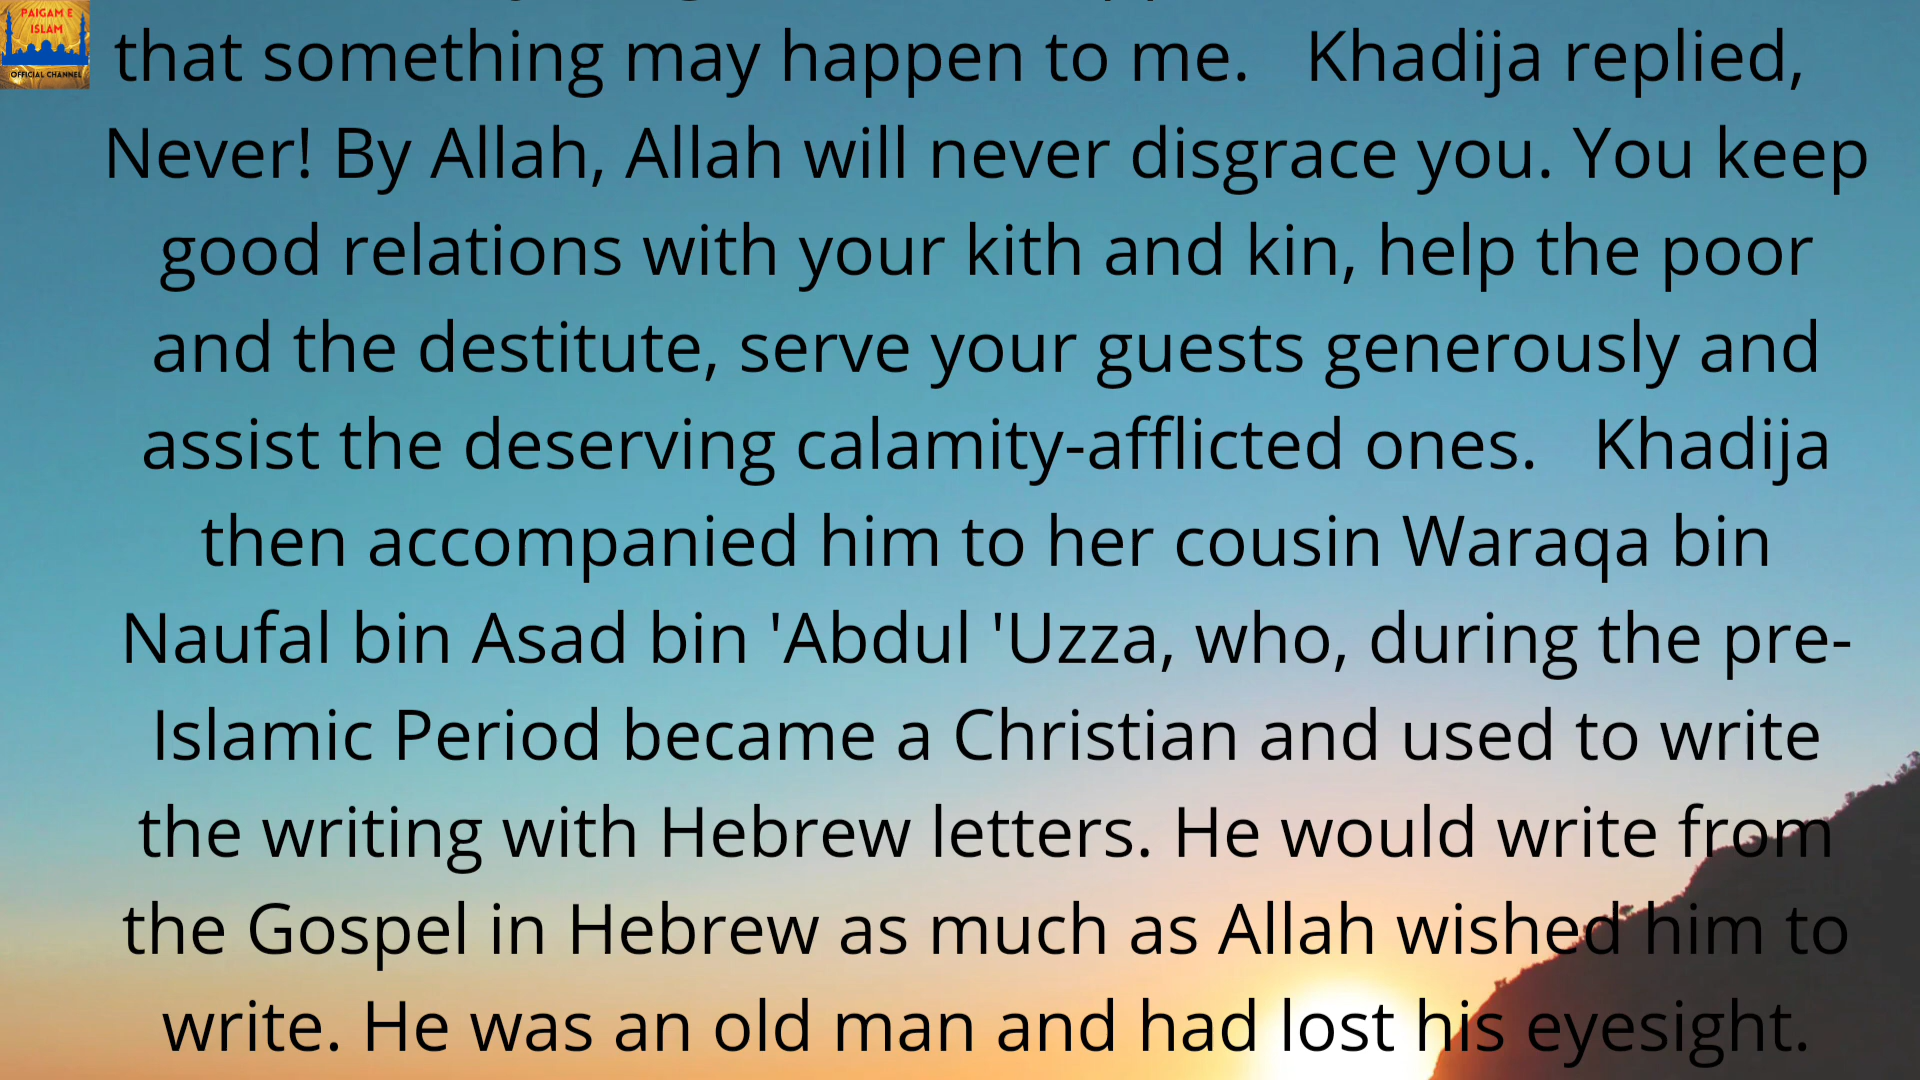 PAIGAM E
ISLAM
OFFICIAL CHANNEL
that something may happen to me.   Khadija replied,
Never! By Allah, Allah will never disgrace you. You keep
good relations with your kith and kin, help the poor
and the destitute, serve your guests generously and
assist the deserving calamity-afflicted ones.   Khadija
then accompanied him to her cousin Waraqa bin
Naufal bin Asad bin 'Abdul 'Uzza, who, during the pre-
Islamic Period became a Christian and used to write
the writing with Hebrew letters. He would write from
the Gospel in Hebrew as much as Allah wished him to
write. He was an old man and had lost his eyesight.